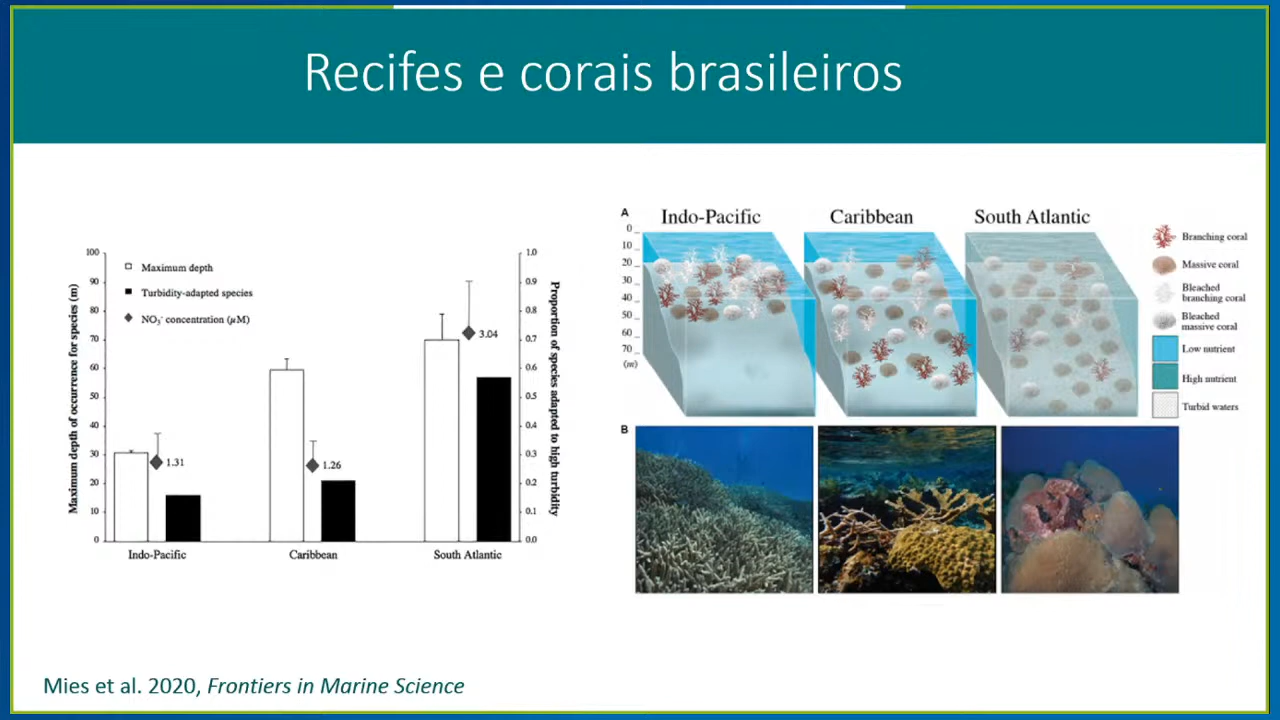 Recifes e corais brasileiros
Maximum depth of occurrence for species (m)
100
90
80
70
60
50
40
30
20
10
0
Maximum depth
Turbidity-adapted species
NO₃⁻ concentration (µM)
1.31
1.26
3.04
Indo-Pacific
Caribbean
South Atlantic
1.0
0.9
0.8
0.7
0.6
0.5
0.4
0.3
0.2
0.1
0.0
Proportion of species adapted to high turbidity
A
Indo-Pacific
Caribbean
South Atlantic
0
10
20
30
40
50
60
70
(m)
Branching coral
Massive coral
Bleached
branching coral
Bleached
massive coral
Low nutrient
High nutrient
Turbid waters
B
Mies et al. 2020, Frontiers in Marine Science